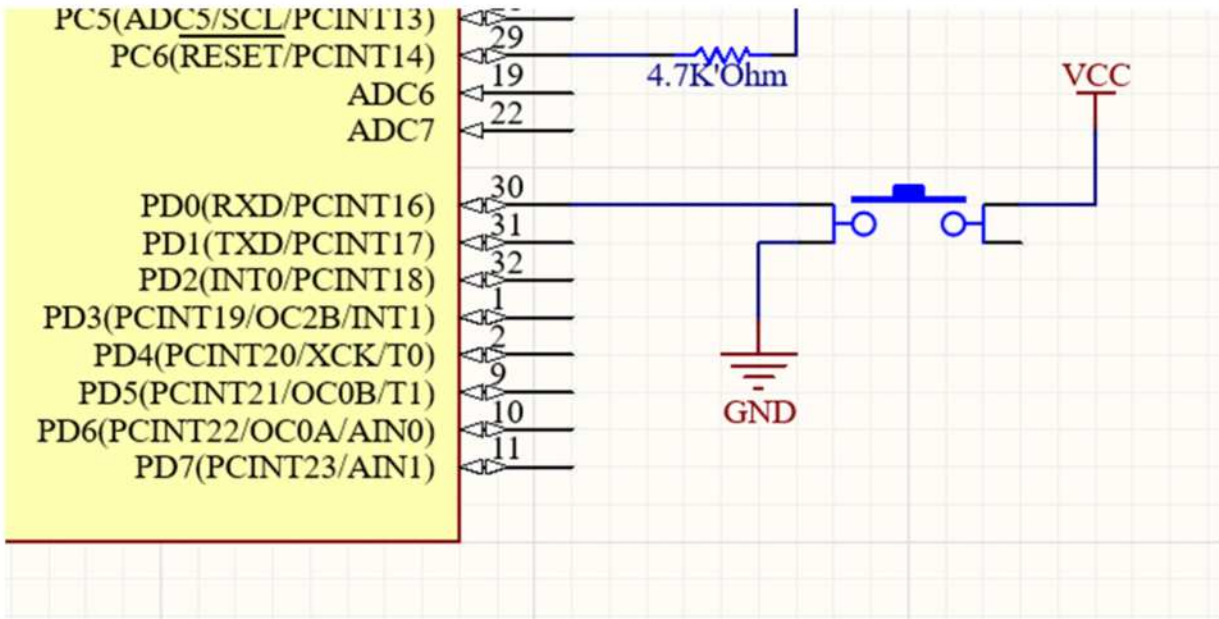 PC5(ADC5/SCL/PCINT13)
29
PC6(RESET/PCINT14)
4.7K'Ohm
19
ADC6
VCC
22
ADC7
30
PD0(RXD/PCINT16)
31
PD1(TXD/PCINT17)
32
PD2(INT0/PCINT18)
1
PD3(PCINT19/OC2B/INT1)
2
PD4(PCINT20/XCK/T0)
9
PD5(PCINT21/OC0B/T1)
GND
10
PD6(PCINT22/OC0A/AIN0)
11
PD7(PCINT23/AIN1)